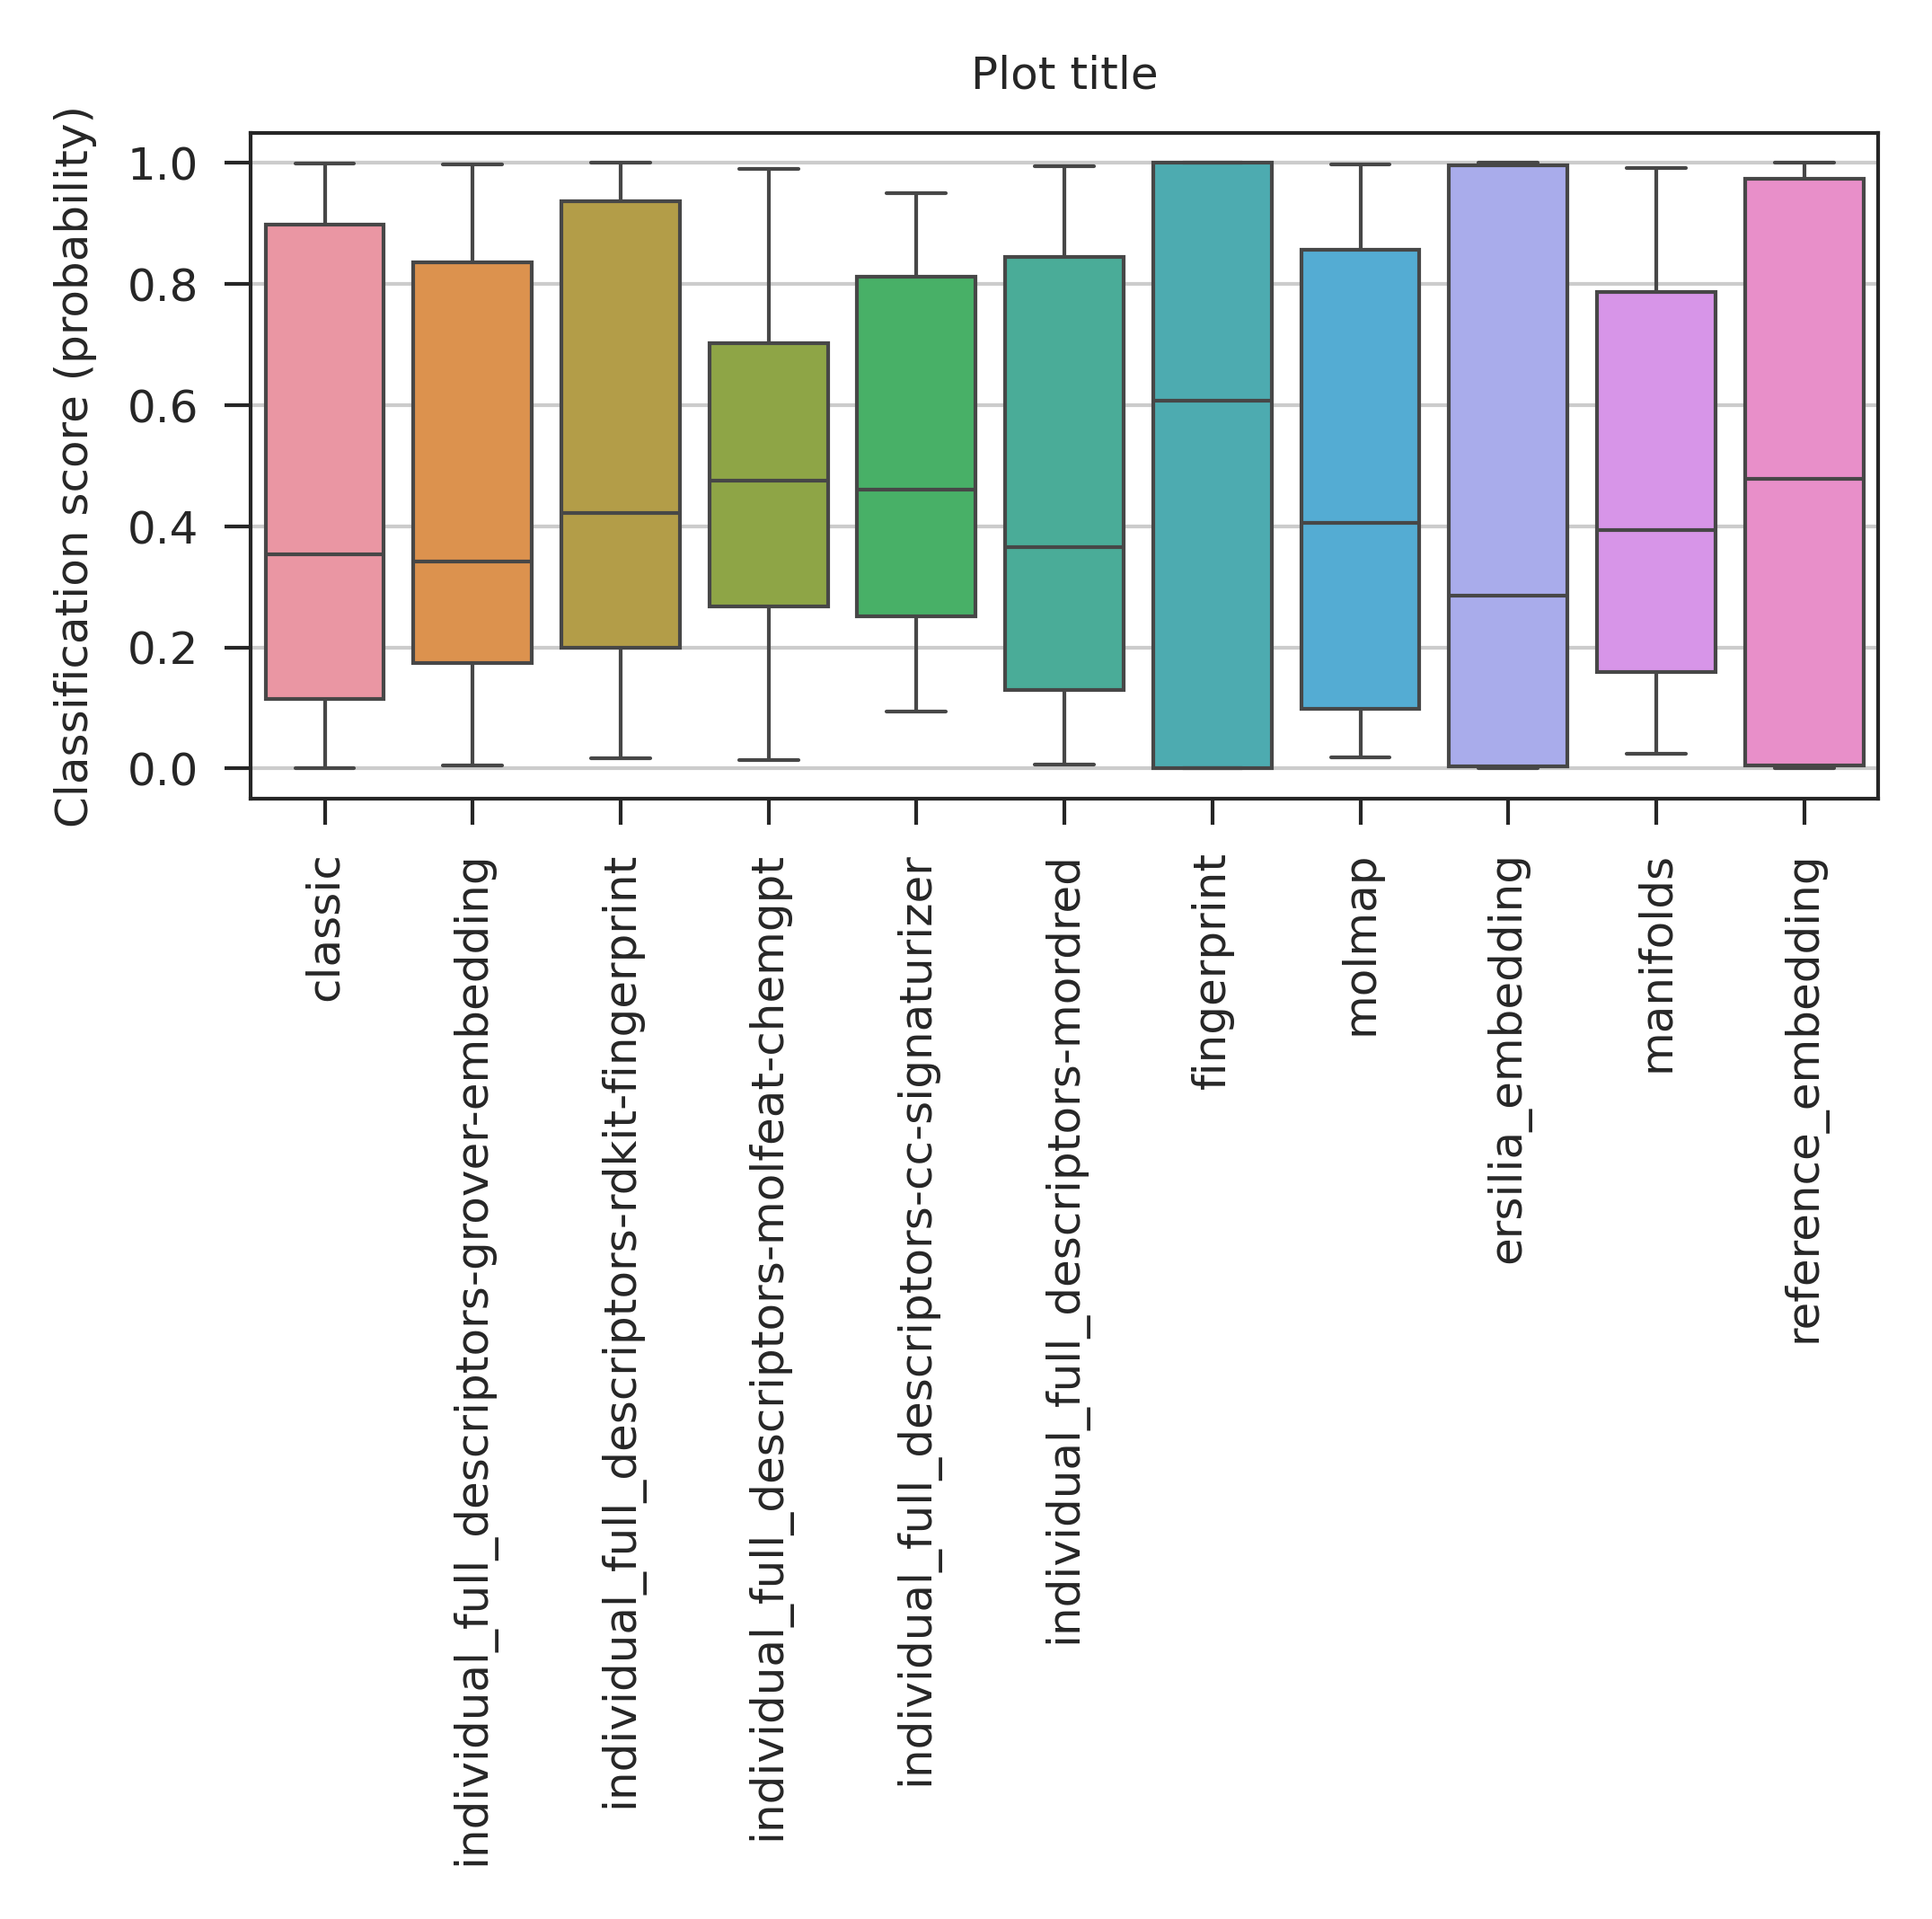 Plot title
Classification score (probability)
1.0
0.8
0.6
0.4
0.2
0.0
classic
individual_full_descriptors-grover-embedding
individual_full_descriptors-rdkit-fingerprint
individual_full_descriptors-molfeat-chemgpt
individual_full_descriptors-cc-signaturizer
individual_full_descriptors-mordred
fingerprint
molmap
ersilia_embedding
manifolds
reference_embedding